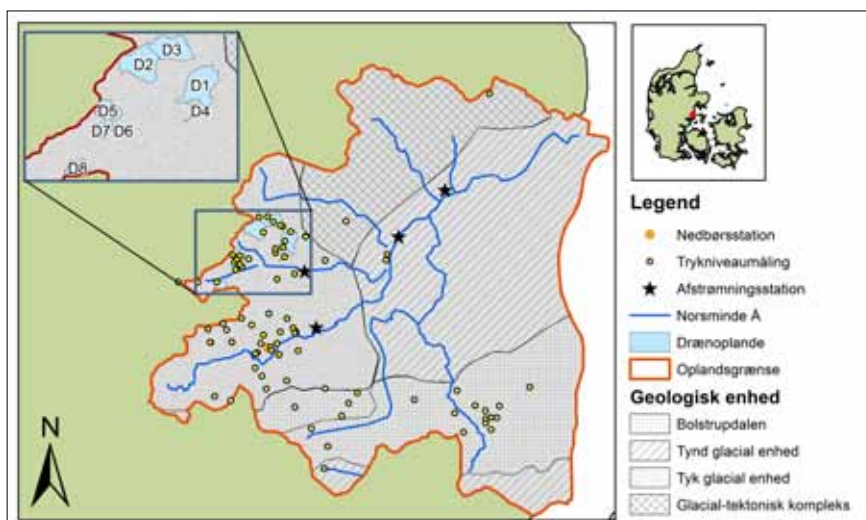 D3
D2
D1
D5
D4
D7 D6
D8
N
Legend
Nedbørsstation
Trykniveaumåling
Afstrømningsstation
Norsminde Å
Drænoplande
Oplandsgrænse
Geologisk enhed
Bolstrupdalen
Tynd glacial enhed
Tyk glacial enhed
Glacial-tektonisk kompleks